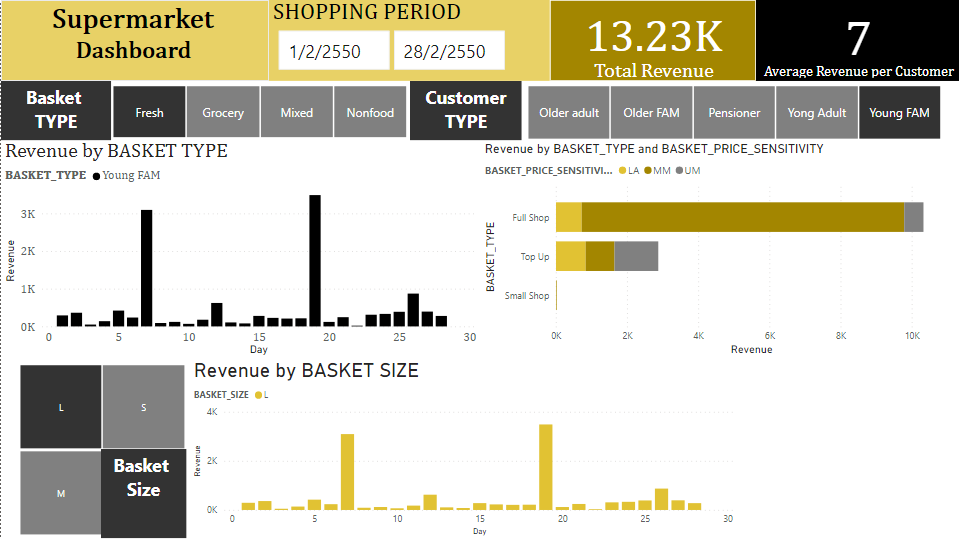 Supermarket
Dashboard
SHOPPING PERIOD
1/2/2550
28/2/2550
13.23K
Total Revenue
7
Average Revenue per Customer
Basket
TYPE
Fresh
Grocery
Mixed
Nonfood
Customer
TYPE
Older adult
Older FAM
Pensioner
Yong Adult
Young FAM
Revenue by BASKET TYPE
BASKET_TYPE Young FAM
Revenue
3K
2K
1K
0K
0 5 10 15 20 25 30
Day
Revenue by BASKET_TYPE and BASKET_PRICE_SENSITIVITY
BASKET_PRICE_SENSITIVI... LA MM UM
BASKET_TYPE
Full Shop
Top Up
Small Shop
0K 2K 4K 6K 8K 10K
Revenue
L
S
M
Basket
Size
Revenue by BASKET SIZE
BASKET_SIZE L
Revenue
4K
2K
0K
0 5 10 15 20 25 30
Day